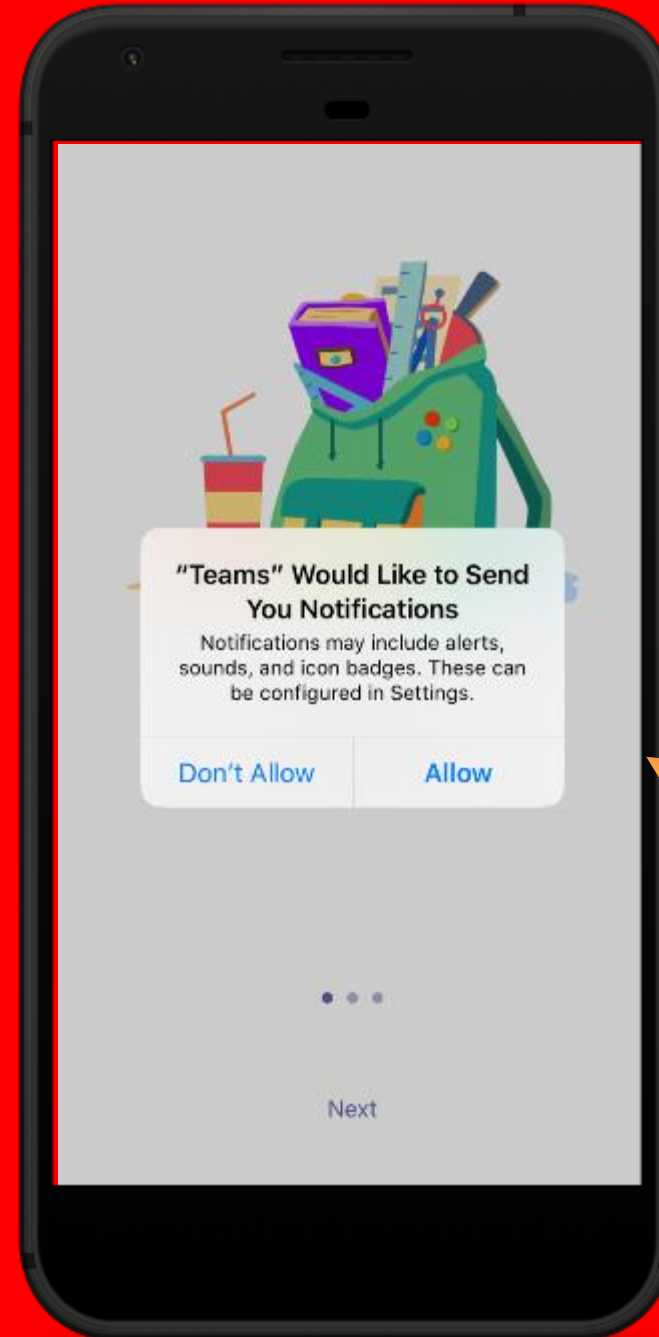 "Teams" Would Like to Send
You Notifications
Notifications may include alerts,
sounds, and icon badges. These can
be configured in Settings.
Don't Allow
Allow
Next